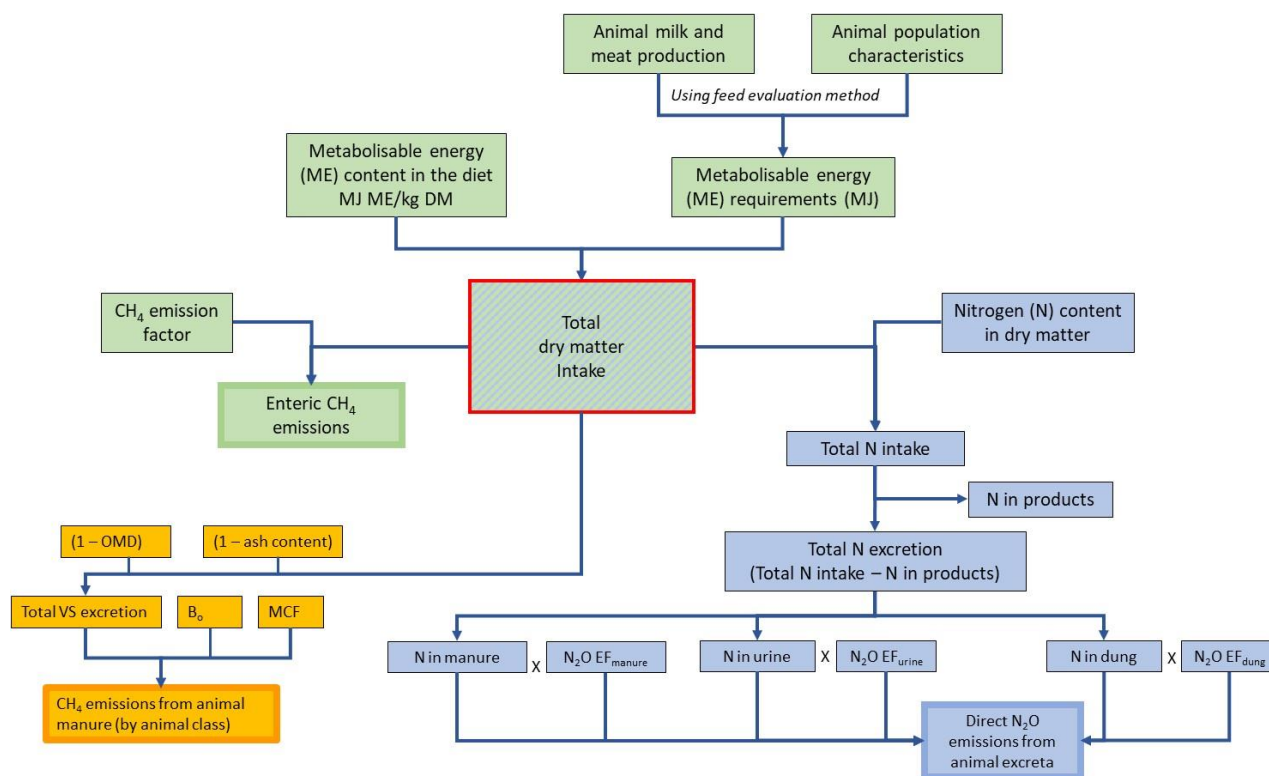 Animal milk and
meat production
Animal population
characteristics
Using feed evaluation method
Metabolisable energy
(ME) content in the diet
MJ ME/kg DM
Metabolisable energy
(ME) requirements (MJ)
CH₄ emission
factor
Total
dry matter
Intake
Nitrogen (N) content
in dry matter
Enteric CH₄
emissions
Total N intake
N in products
(1 – OMD)
(1 – ash content)
Total N excretion
(Total N intake – N in products)
Total VS excretion
Bₒ
MCF
N in manure
X
N₂O EFmanure
N in urine
X
N₂O EFurine
N in dung
X
N₂O EFdung
CH₄ emissions from animal
manure (by animal class)
Direct N₂O
emissions from
animal excreta